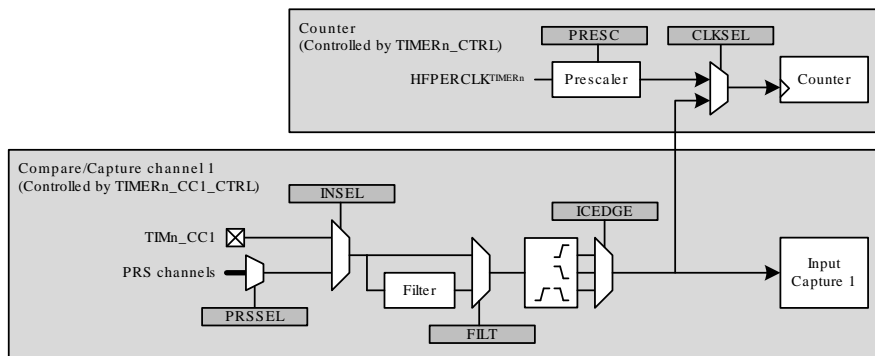 Counter
(Controlled by TIMERn_CTRL)
PRESC
CLKSEL
HFPERCLKTIMERn
Prescaler
Counter
Compare/Capture channel 1
(Controlled by TIMERn_CC1_CTRL)
INSEL
ICEDGE
TIMn_CC1
PRS channels
Filter
Input
Capture 1
PRSSEL
FILT